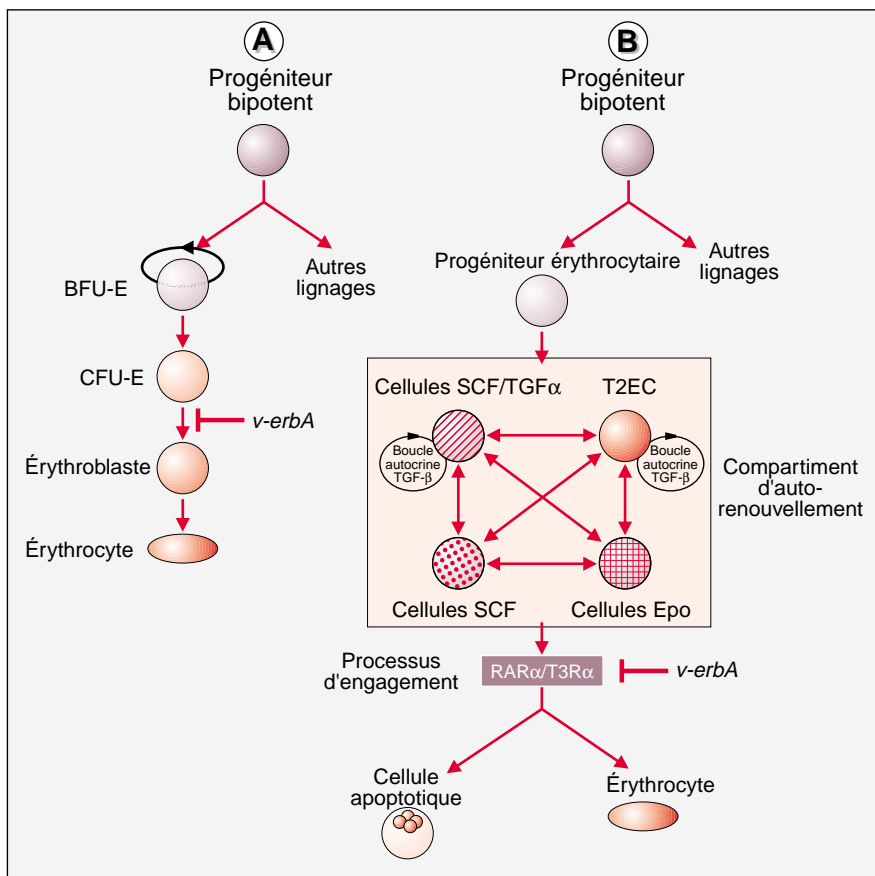 A
Progéniteur
bipotent
BFU-E
Autres
lignages
CFU-E
v-erbA
Érythroblaste
Érythrocyte
B
Progéniteur
bipotent
Progéniteur érythrocytaire
Autres
lignages
Cellules SCF/TGFα
T2EC
Boucle
autocrine
TGF-β
Boucle
autocrine
TGF-β
Compartiment
d'auto-
renouvellement
Cellules SCF
Cellules Epo
Processus
d'engagement
RARα/T3Rα
v-erbA
Cellule
apoptotique
Érythrocyte